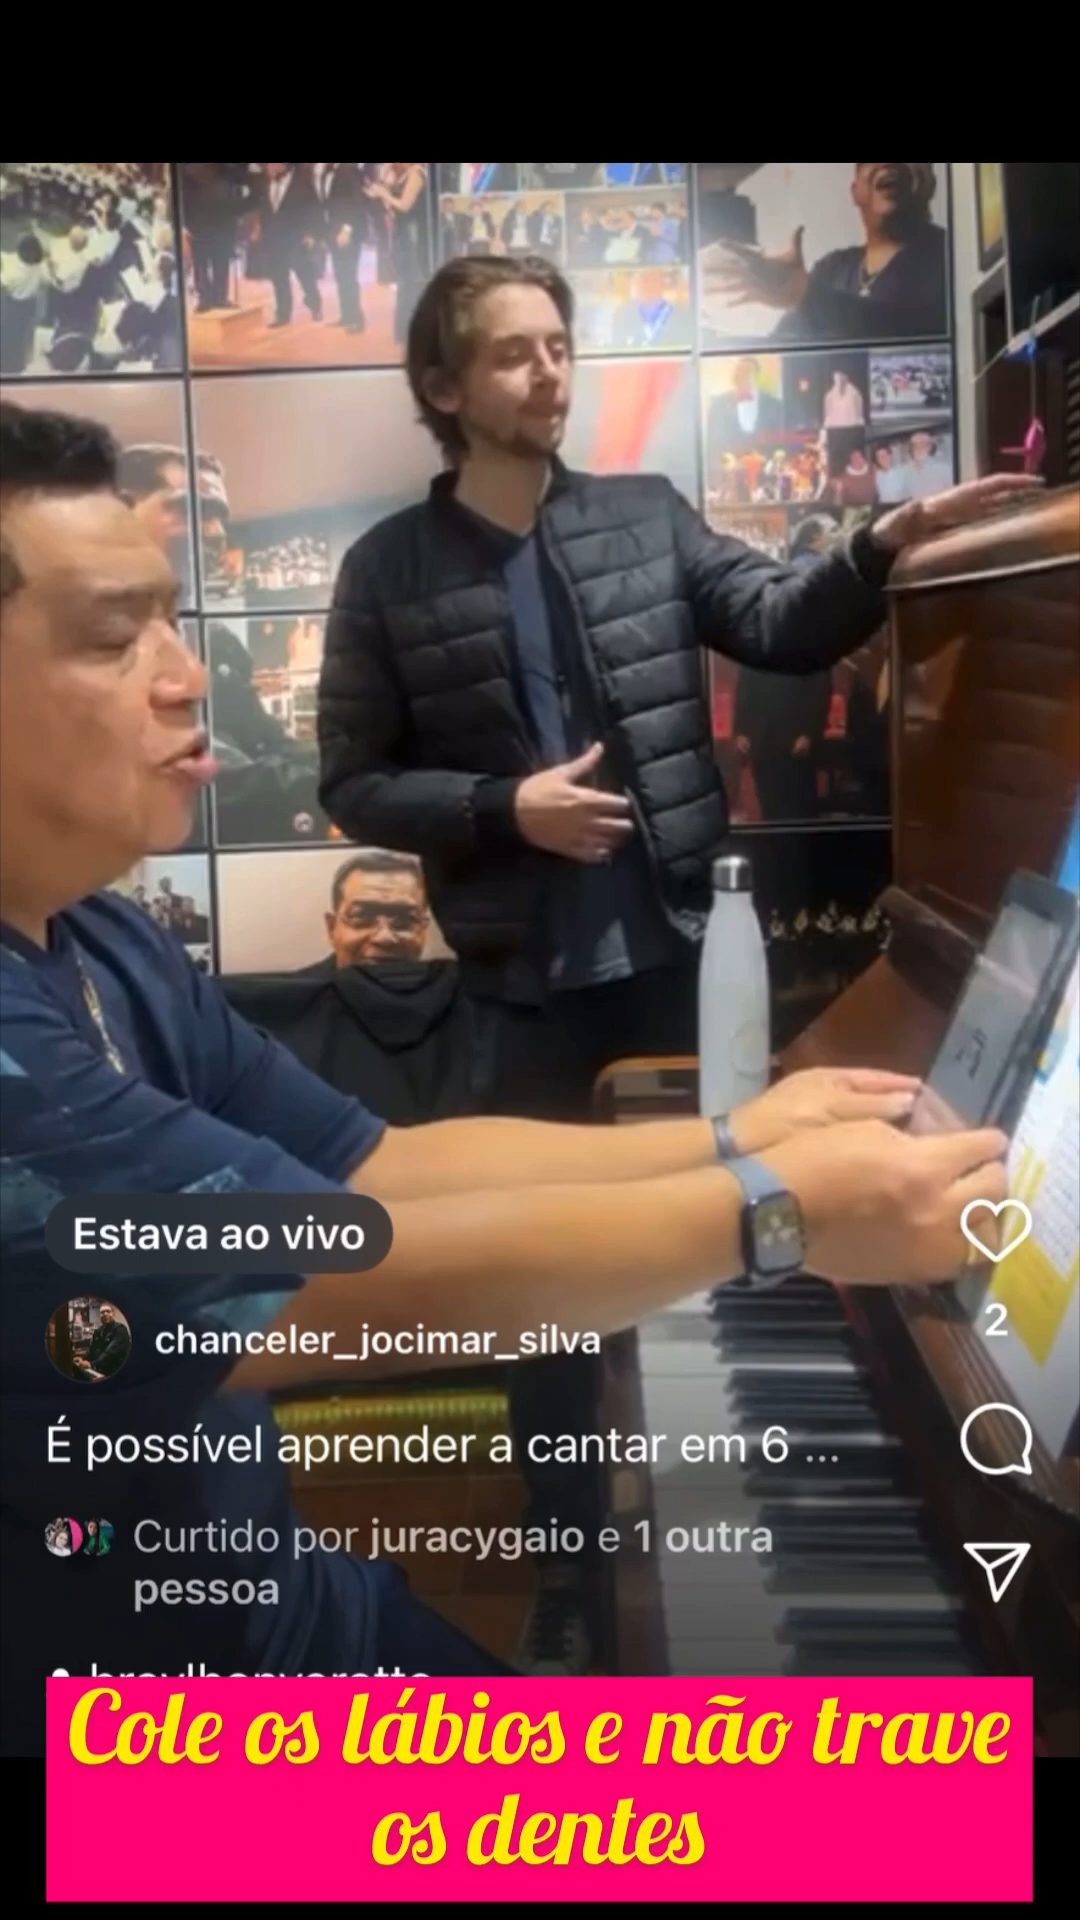 Estava ao vivo
chanceler_jocimar_silva
2
É possível aprender a cantar em 6 ...
Curtido por juracygaio e 1 outra
pessoa
Cole os lábios e não trave
os dentes